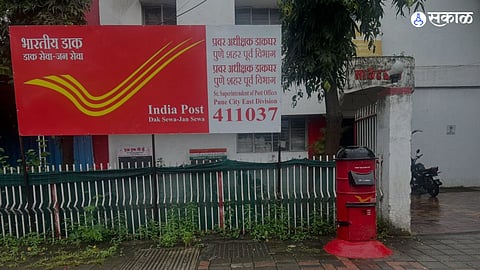 सकाळ
भारतीय डाक
डाक सेवा-जन सेवा
India Post
Dak Sewa-Jan Sewa
प्रवर अधीक्षक डाकघर
पुणे शहर पूर्व विभाग
प्रवर अधीक्षक डाकघर
पुणे शहर पूर्व विभाग
Sr. Superintendent of Post Offices
Pune City East Division
411037